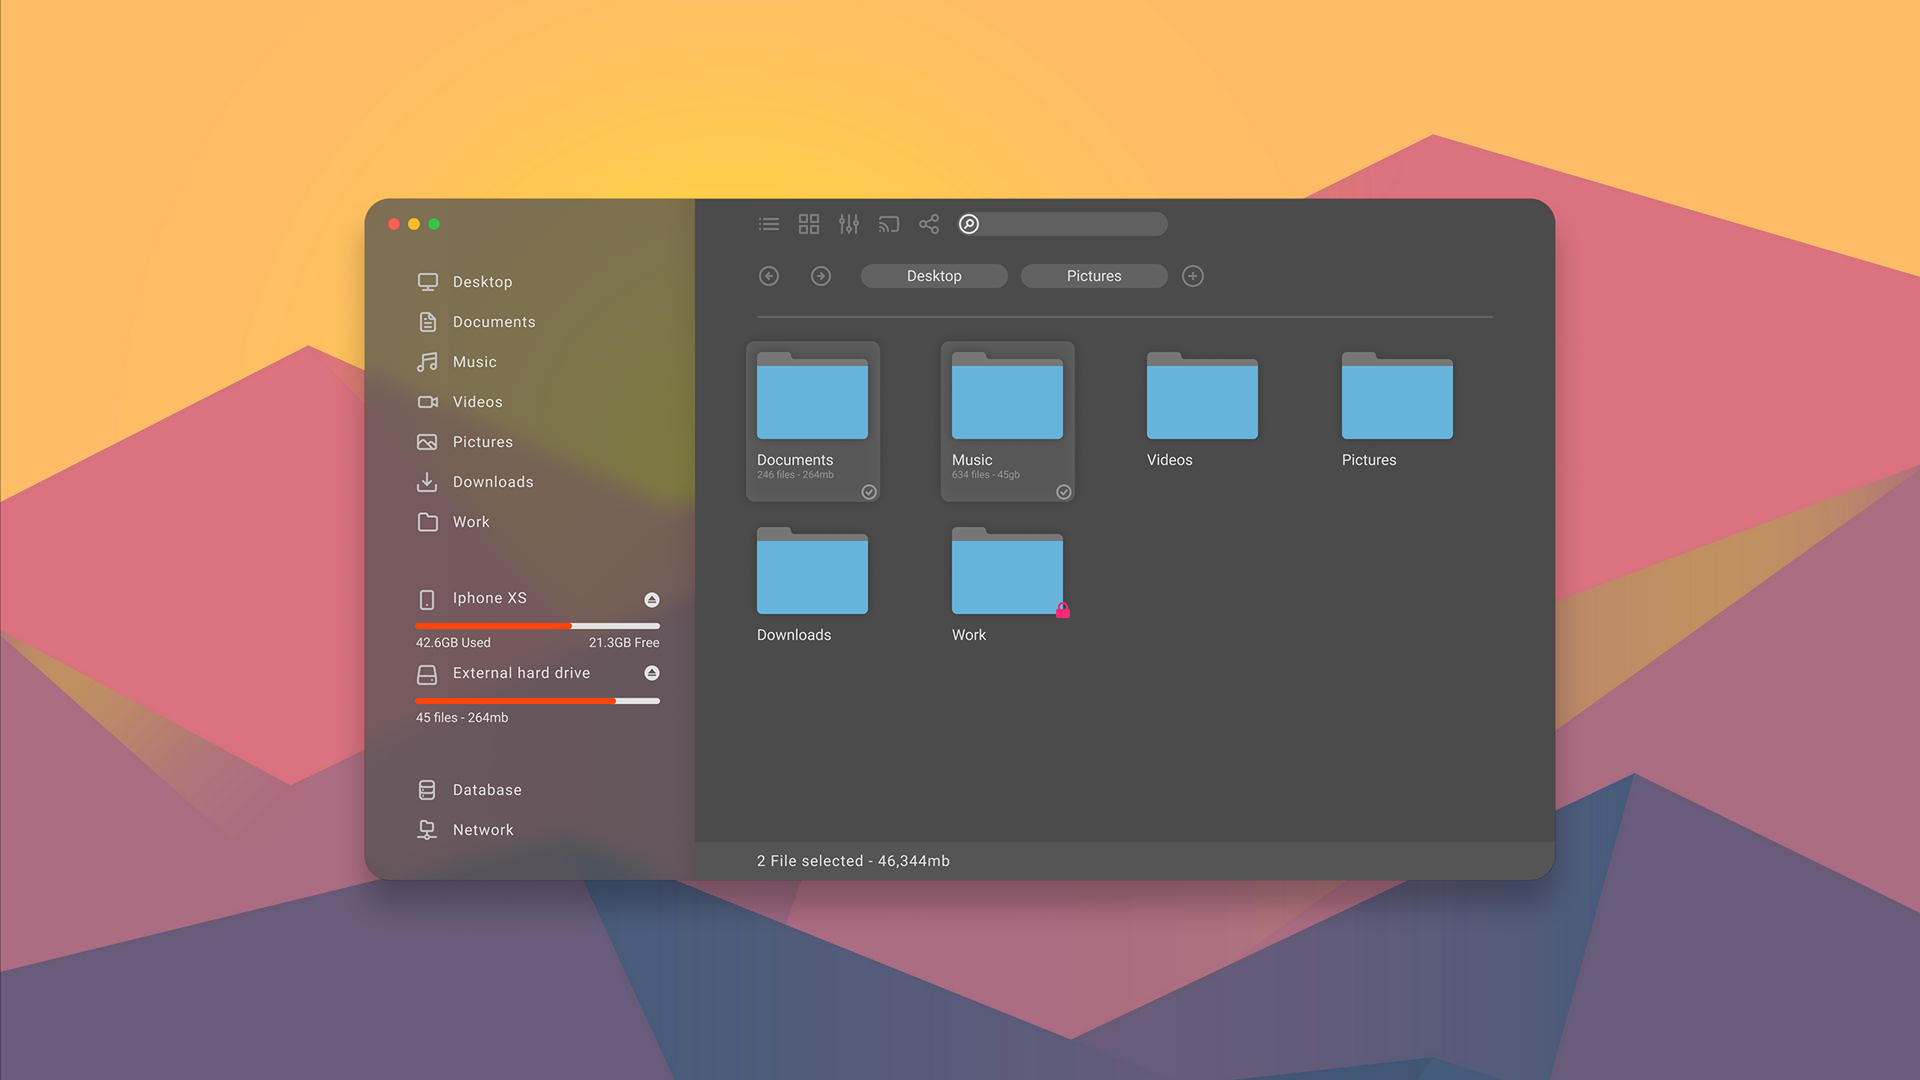 Desktop
Documents
Music
Videos
Pictures
Downloads
Work
Iphone XS
42.6GB Used 21.3GB Free
External hard drive
45 files - 264mb
Database
Network
Desktop Pictures
Documents Music Videos Pictures
246 files - 264mb 634 files - 45gb
Downloads Work
2 File selected - 46,344mb